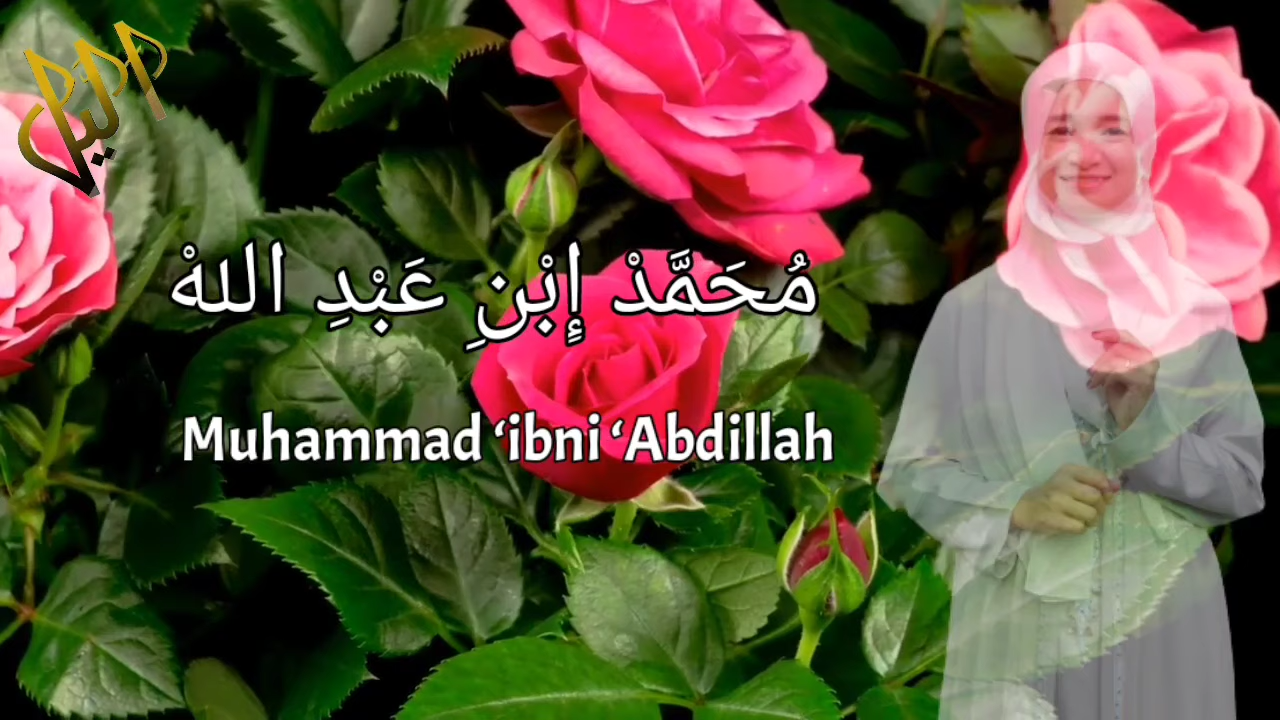 مُحَمَّدْ إِبْنِ عَبْدِ اللهْ
Muhammad ‘ibni ‘Abdillah